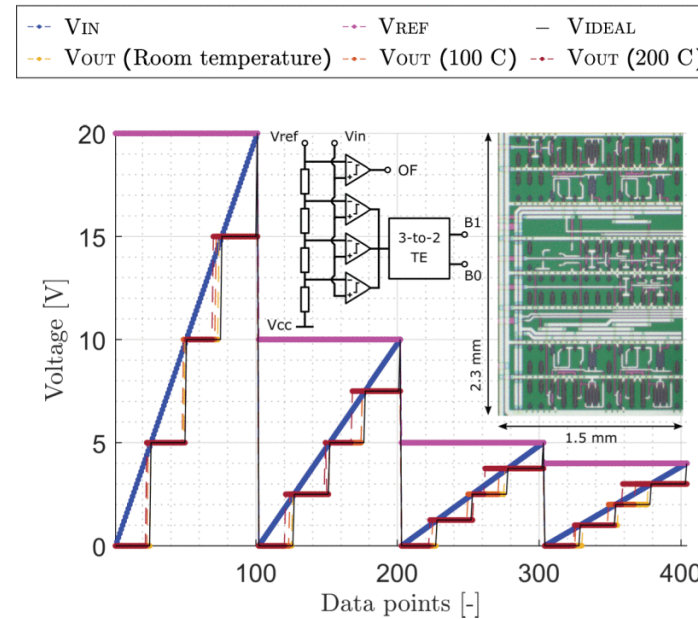 VIN VREF VIDEAL
VOUT (Room temperature) VOUT (100 C) VOUT (200 C)
20
15
10
5
0
Voltage [V]
Vref Vin
OF
3-to-2
TE
B1
B0
Vcc
2.3 mm
1.5 mm
100 200 300 400
Data points [-]